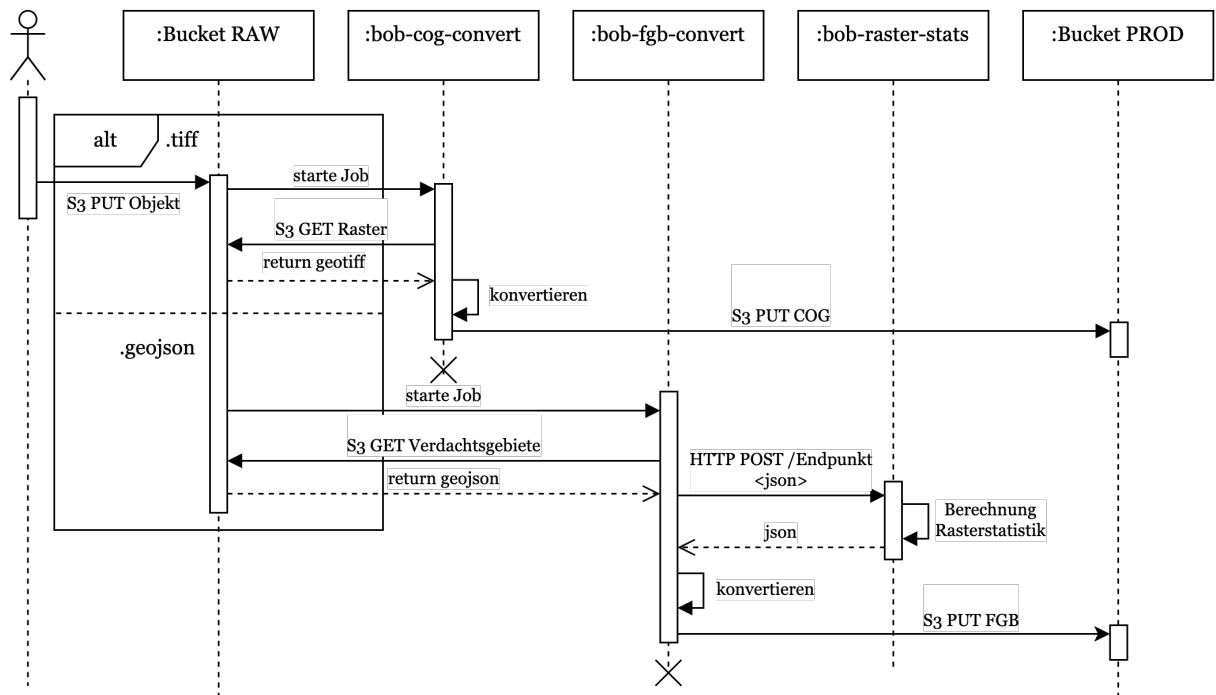 :Bucket RAW
:bob-cog-convert
:bob-fgb-convert
:bob-raster-stats
:Bucket PROD
alt
.tiff
S3 PUT Objekt
starte Job
S3 GET Raster
return geotiff
konvertieren
S3 PUT COG
.geojson
starte Job
S3 GET Verdachtsgebiete
return geojson
HTTP POST /Endpunkt
<json>
Berechnung
Rasterstatistik
json
konvertieren
S3 PUT FGB